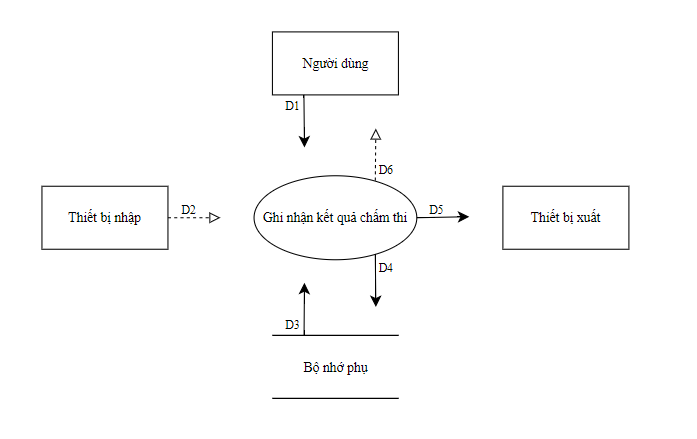 Người dùng
D1
D6
Thiết bị nhập
D2
Ghi nhận kết quả chấm thi
D5
Thiết bị xuất
D4
D3
Bộ nhớ phụ